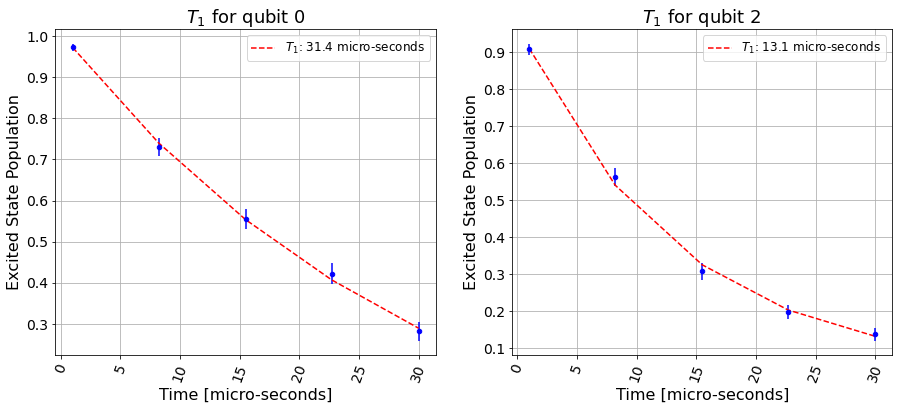 T₁ for qubit 0
T₁: 31.4 micro-seconds
Excited State Population
1.0
0.9
0.8
0.7
0.6
0.5
0.4
0.3
0 5 10 15 20 25 30
Time [micro-seconds]
T₁ for qubit 2
T₁: 13.1 micro-seconds
Excited State Population
0.9
0.8
0.7
0.6
0.5
0.4
0.3
0.2
0.1
0 5 10 15 20 25 30
Time [micro-seconds]